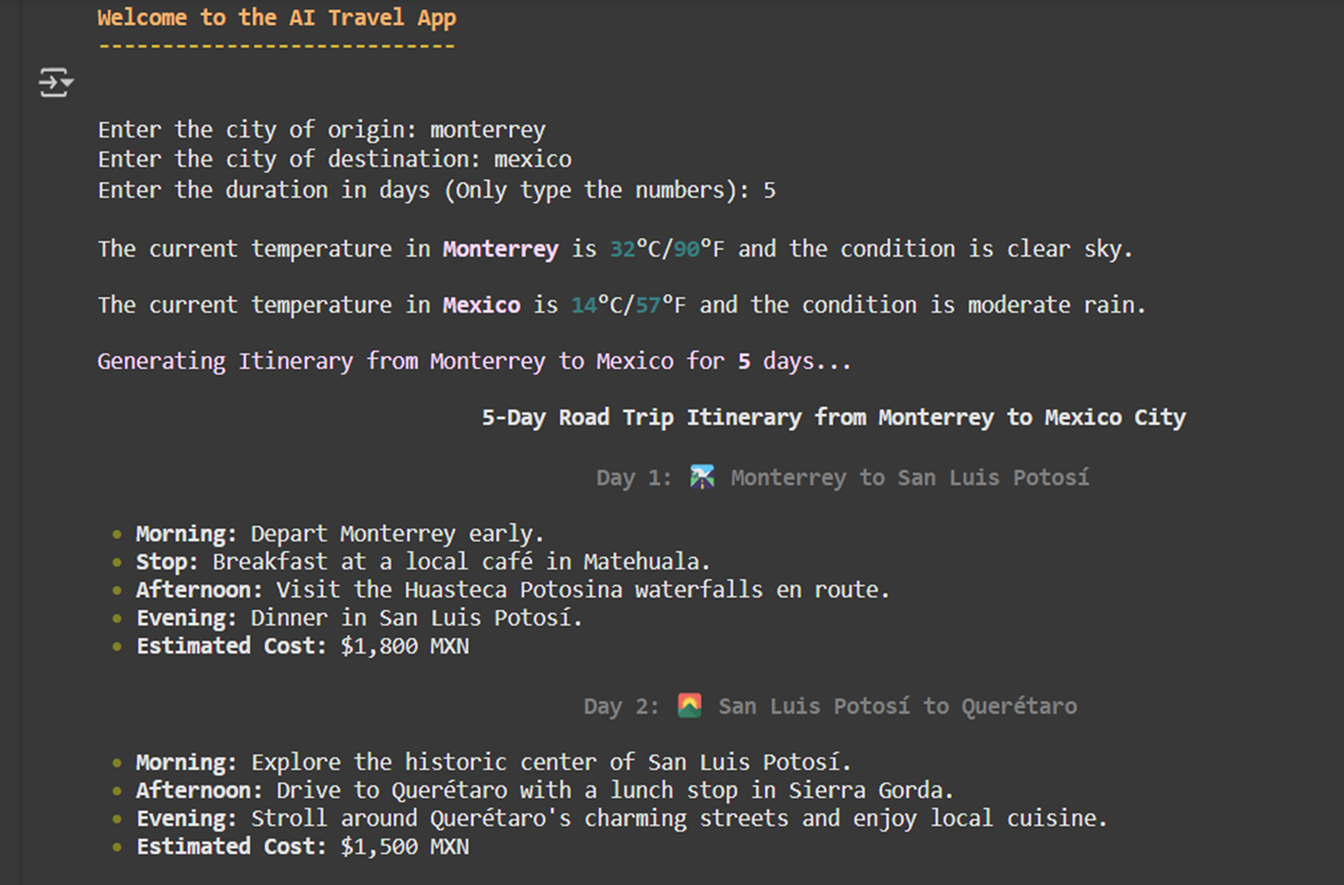 Welcome to the AI Travel App
----------------------------
Enter the city of origin: monterrey
Enter the city of destination: mexico
Enter the duration in days (Only type the numbers): 5
The current temperature in Monterrey is 32°C/90°F and the condition is clear sky.
The current temperature in Mexico is 14°C/57°F and the condition is moderate rain.
Generating Itinerary from Monterrey to Mexico for 5 days...
5-Day Road Trip Itinerary from Monterrey to Mexico City
Day 1: 🛣️ Monterrey to San Luis Potosí
• Morning: Depart Monterrey early.
• Stop: Breakfast at a local café in Matehuala.
• Afternoon: Visit the Huasteca Potosina waterfalls en route.
• Evening: Dinner in San Luis Potosí.
• Estimated Cost: $1,800 MXN
Day 2: 🌄 San Luis Potosí to Querétaro
• Morning: Explore the historic center of San Luis Potosí.
• Afternoon: Drive to Querétaro with a lunch stop in Sierra Gorda.
• Evening: Stroll around Querétaro's charming streets and enjoy local cuisine.
• Estimated Cost: $1,500 MXN